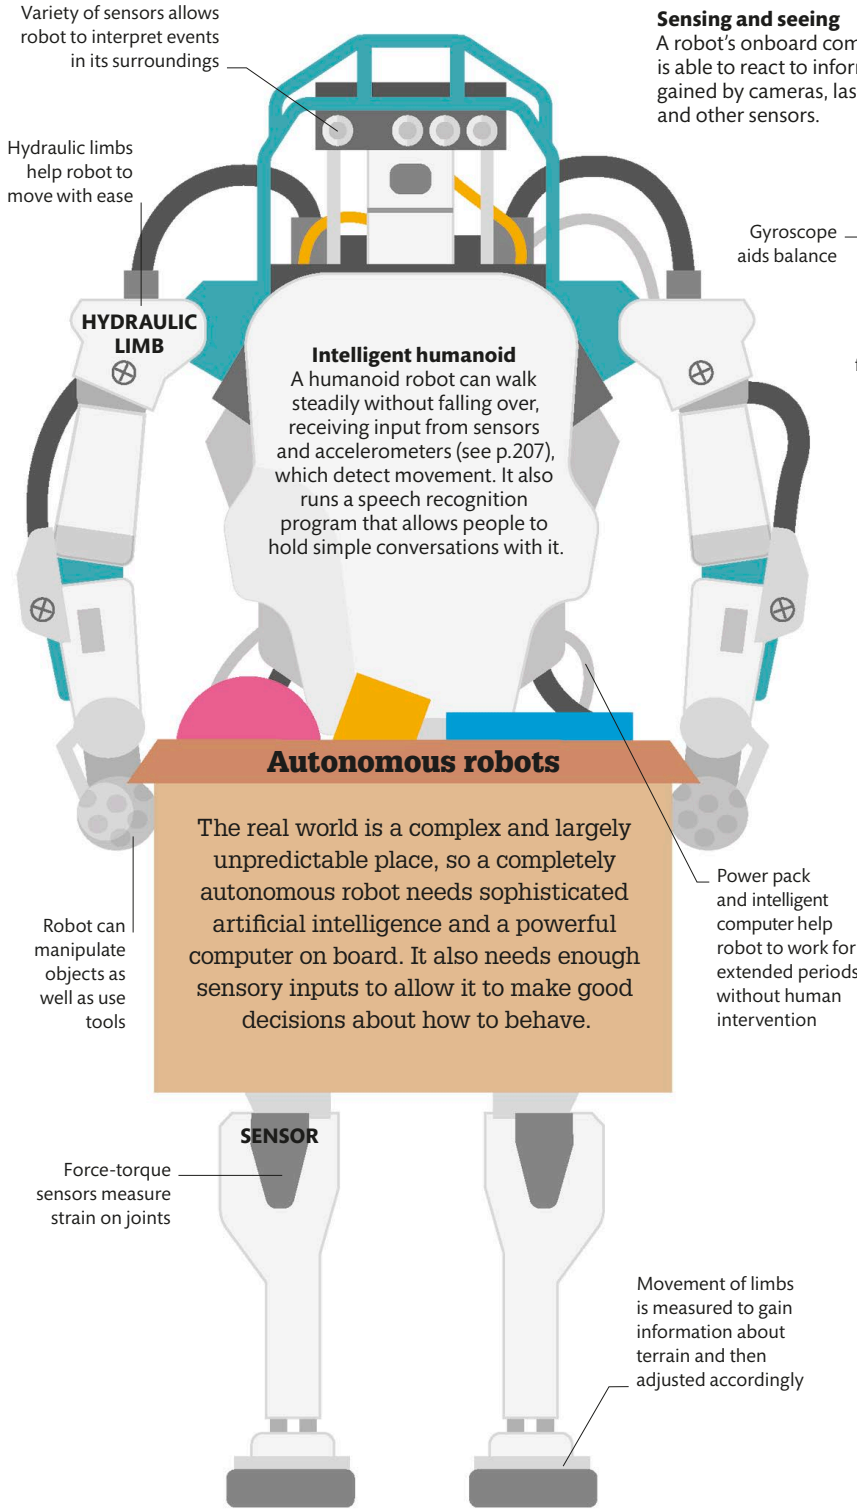 Variety of sensors allows
robot to interpret events
in its surroundings
Sensing and seeing
A robot's onboard com
is able to react to infor
gained by cameras, las
and other sensors.
Hydraulic limbs
help robot to
move with ease
Gyroscope
aids balance
HYDRAULIC
LIMB
Intelligent humanoid
A humanoid robot can walk
steadily without falling over,
receiving input from sensors
and accelerometers (see p.207),
which detect movement. It also
runs a speech recognition
program that allows people to
hold simple conversations with it.
Autonomous robots
The real world is a complex and largely
unpredictable place, so a completely
autonomous robot needs sophisticated
artificial intelligence and a powerful
computer on board. It also needs enough
sensory inputs to allow it to make good
decisions about how to behave.
Robot can
manipulate
objects as
well as use
tools
Power pack
and intelligent
computer help
robot to work for
extended periods
without human
intervention
SENSOR
Force-torque
sensors measure
strain on joints
Movement of limbs
is measured to gain
information about
terrain and then
adjusted accordingly